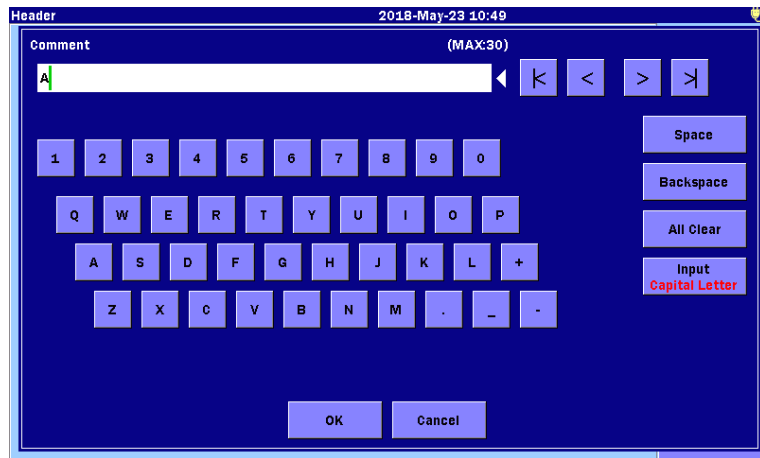 Header 2018-May-23 10:49
Comment (MAX:30)
A
|< < > >|
Space
1 2 3 4 5 6 7 8 9 0
Backspace
Q W E R T Y U I O P
All Clear
A S D F G H J K L +
Input
Capital Letter
Z X C V B N M . _ -
OK Cancel